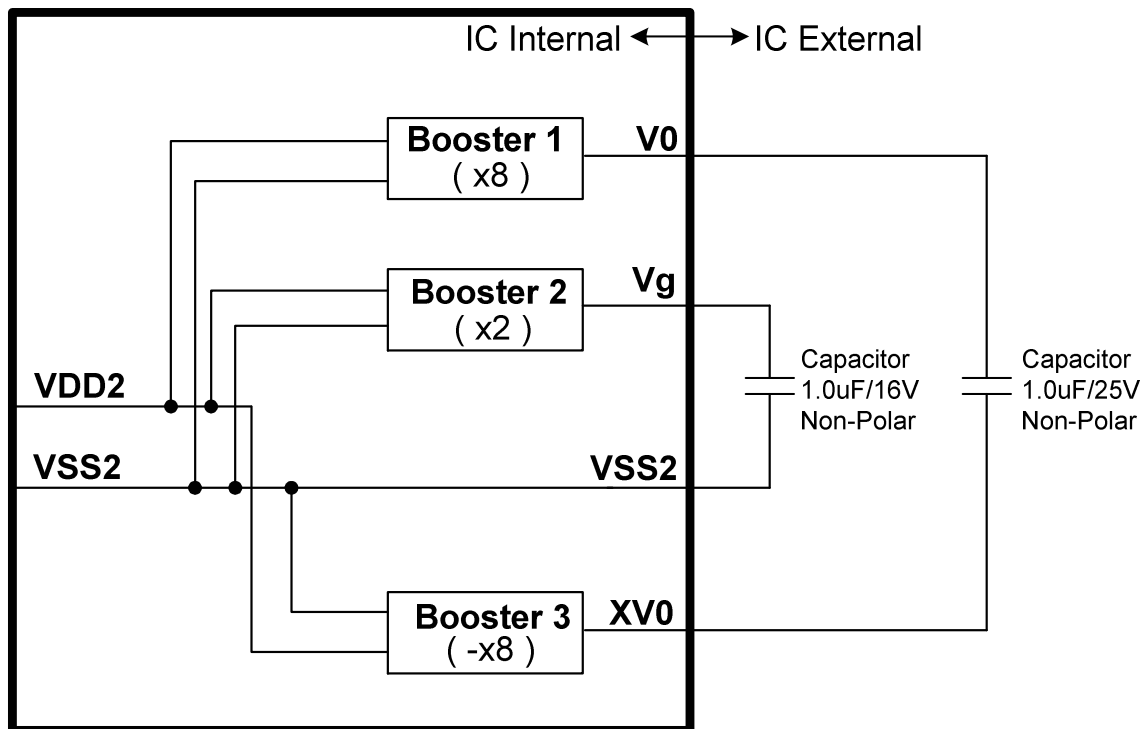 IC Internal
IC External
Booster 1
( x8 )
V0
Booster 2
( x2 )
Vg
Capacitor
1.0uF/16V
Non-Polar
Capacitor
1.0uF/25V
Non-Polar
VDD2
VSS2
VSS2
Booster 3
( -x8 )
XV0